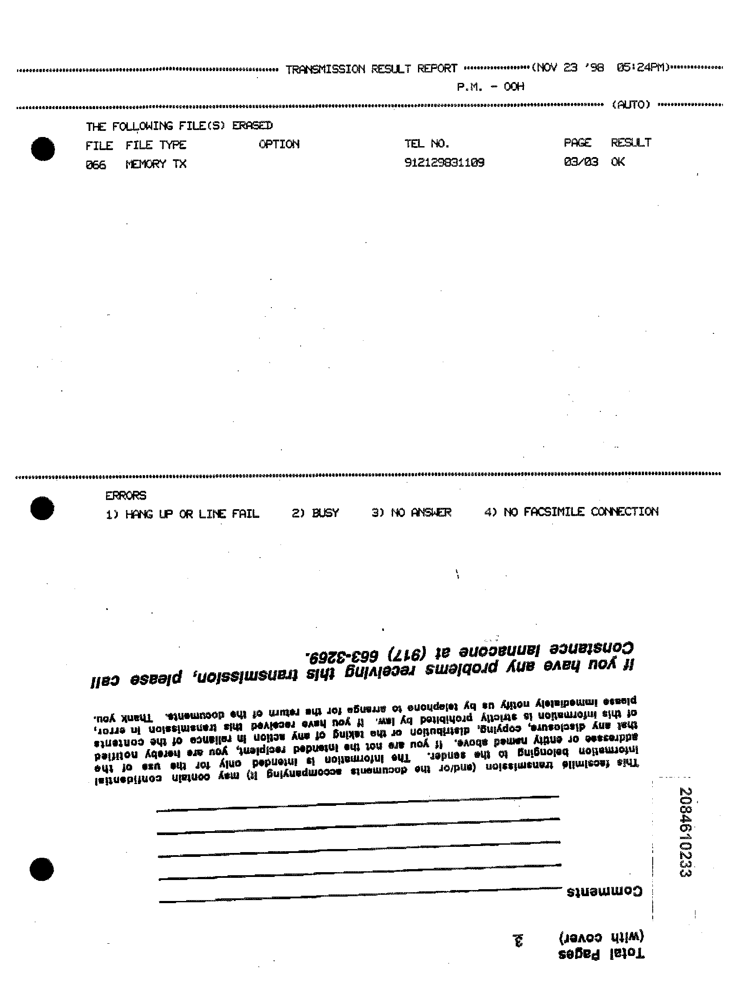 TRANSMISSION RESULT REPORT (NOV 23 '98 05:24PM)
P.M. - OOH
(AUTO)
THE FOLLOWING FILE(S) ERASED
FILE FILE TYPE OPTION TEL NO. PAGE RESULT
066 MEMORY TX 912129831109 03/03 OK
ERRORS
1) HANG UP OR LINE FAIL 2) BUSY 3) NO ANSWER 4) NO FACSIMILE CONNECTION
Total Pages
(with cover) 3
Comments
This facsimile transmission (and/or the documents accompanying it) may contain confidential
information belonging to the sender. The information is intended only for the use of the
addressee or entity named above. If you are not the intended recipient, you are hereby notified
that any disclosure, copying, distribution or the taking of any action in reliance of the contents
of this information is strictly prohibited by law. If you have received this transmission in error,
please immediately notify us by telephone to arrange for the return of the documents. Thank you.
If you have any problems receiving this transmission, please call
Constance Iannacone at (917) 663-3269.
2084610233